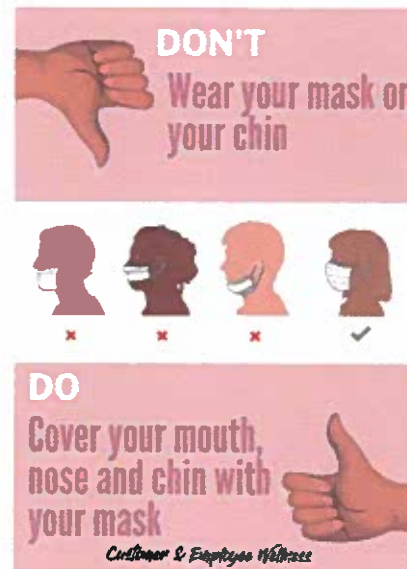 DON'T
Wear your mask on
your chin
DO
Cover your mouth,
nose and chin with
your mask
Customer & Employee Wellness